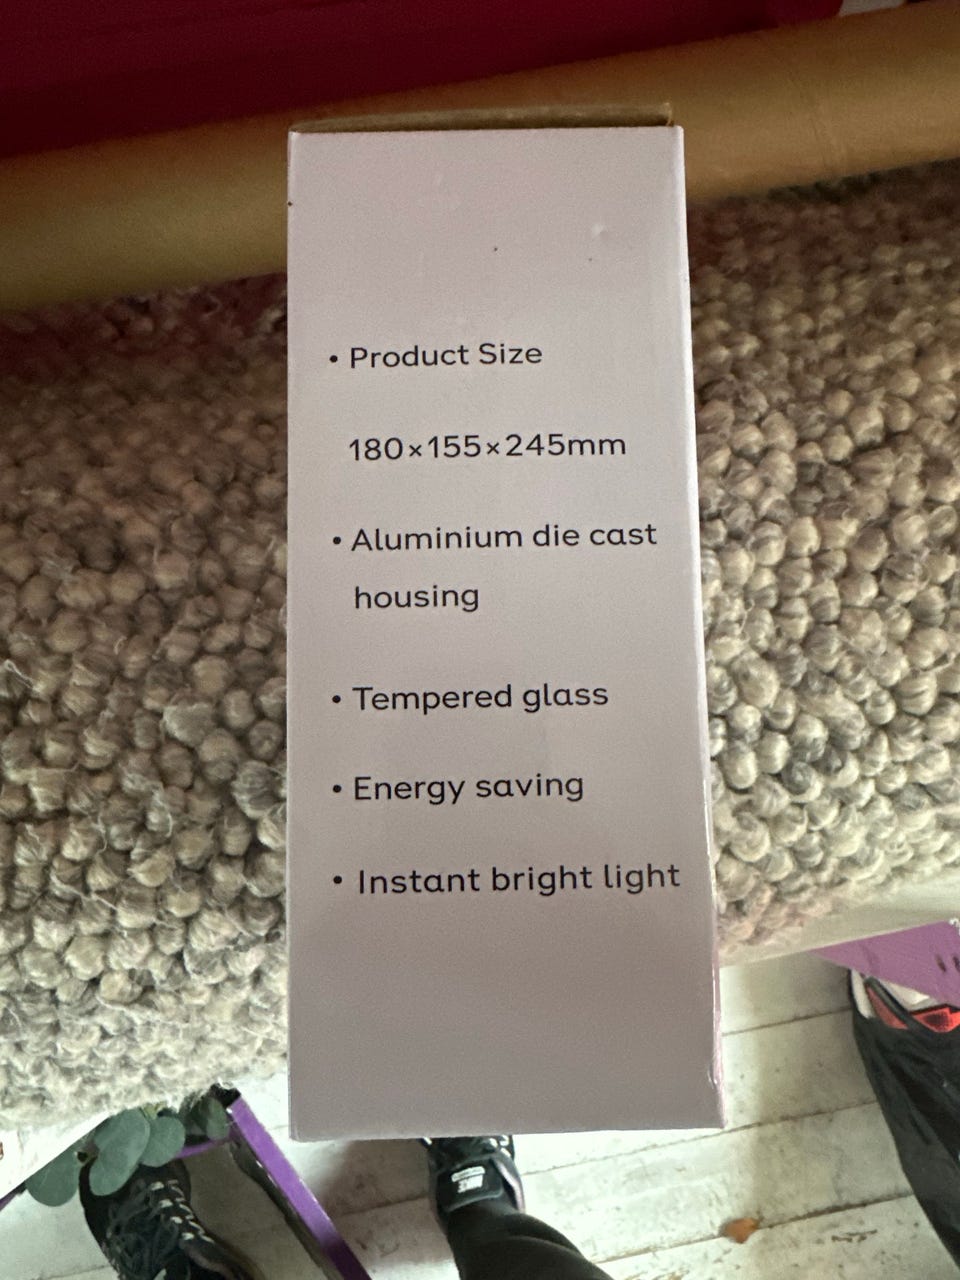 • Product Size
180×155×245mm
• Aluminium die cast
housing
• Tempered glass
• Energy saving
• Instant bright light